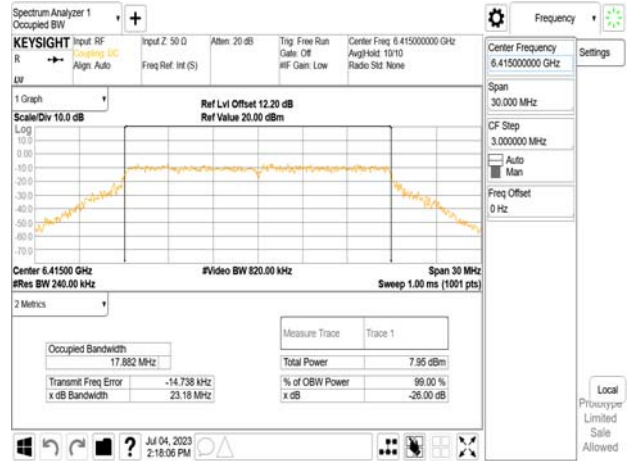 Spectrum Analyzer 1
Occupied BW
Frequency
KEYSIGHT
R
Input: RF
Coupling: DC
Align: Auto
Input Z: 50 Ω
Freq Ref: Int (S)
Atten: 20 dB
Trig: Free Run
Gate: Off
#IF Gain: Low
Center Freq: 6.415000000 GHz
Avg|Hold: 10/10
Radio Std: None
1 Graph
Scale/Div 10.0 dB
Ref Lvl Offset 12.20 dB
Ref Value 20.00 dBm
Log
10.0
0.00
-10.0
-20.0
-30.0
-40.0
-50.0
-60.0
-70.0
Center 6.41500 GHz
#Res BW 240.00 kHz
#Video BW 820.00 kHz
Span 30 MHz
Sweep 1.00 ms (1001 pts)
2 Metrics
Measure Trace
Trace 1
Occupied Bandwidth
17.882 MHz
Total Power
7.95 dBm
Transmit Freq Error
-14.738 kHz
% of OBW Power
99.00 %
x dB Bandwidth
23.18 MHz
x dB
-26.00 dB
Center Frequency
6.415000000 GHz
Settings
Span
30.000 MHz
CF Step
3.000000 MHz
Auto
Man
Freq Offset
0 Hz
Local
Prototype
Limited
Sale
Allowed
?
Jul 04, 2023
2:18:06 PM